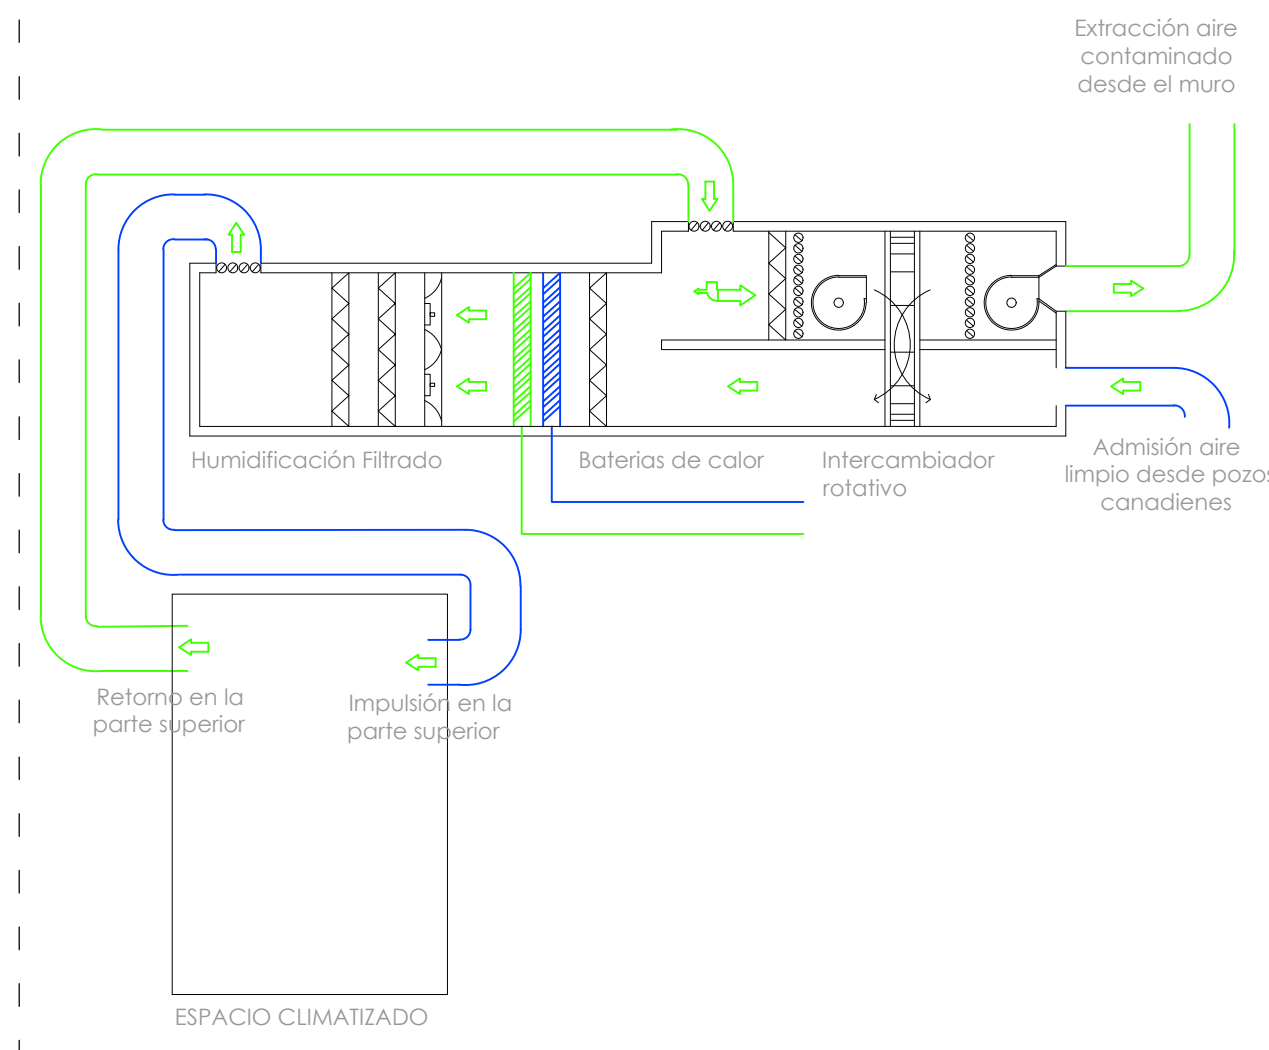 Extracción aire
contaminado
desde el muro
Humidificación Filtrado
Baterias de calor
Intercambiador
rotativo
Admisión aire
limpio desde pozos
canadienes
Retorno en la
parte superior
Impulsión en la
parte superior
ESPACIO CLIMATIZADO